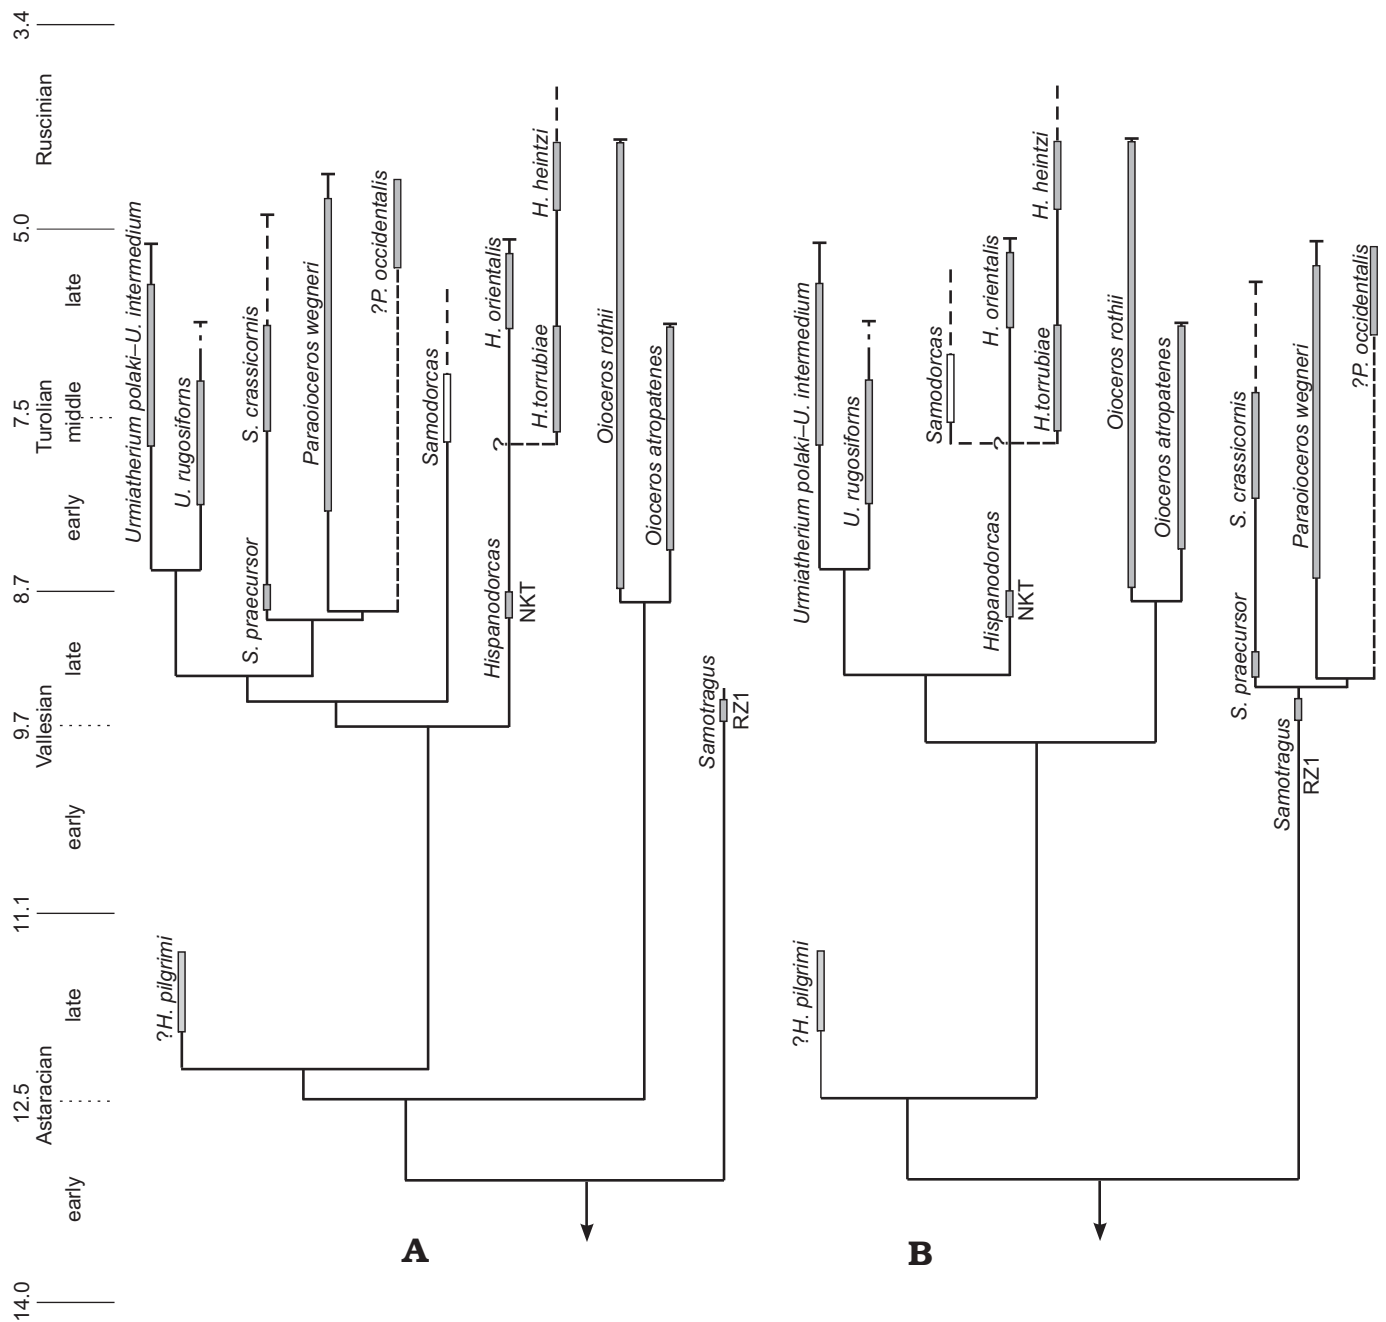 3.4
Ruscinian
5.0
late
7.5
Turolian
middle
early
8.7
late
9.7
Vallesian
early
11.1
late
12.5
Astaracian
early
14.0
Urmiatherium polaki–U. intermedium
U. rugosiforns
S. crassicornis
S. praecursor
Paraoioceros wegneri
?P. occidentalis
Samodorcas
H. orientalis
?
Hispanodorcas
NKT
H. heintzi
H.torrubiae
Oioceros rothii
Oioceros atropatenes
Samotragus
RZ1
?H. pilgrimi
A
Urmiatherium polaki–U. intermedium
U. rugosiforns
Samodorcas
H. orientalis
?
Hispanodorcas
NKT
H. heintzi
H.torrubiae
Oioceros rothii
Oioceros atropatenes
S. crassicornis
S. praecursor
Paraoioceros wegneri
?P. occidentalis
Samotragus
RZ1
?H. pilgrimi
B